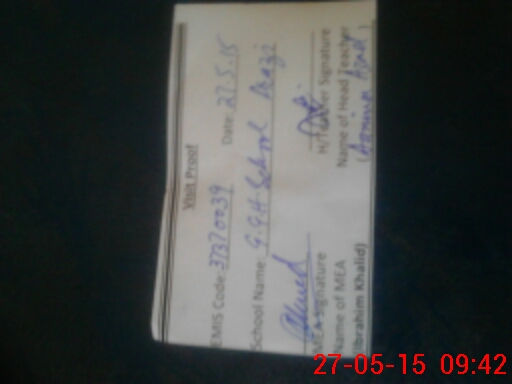 Visit Proof
EMIS Code: 37320039 Date: 27.5.15
School Name: G.G.H. School
H/Teacher Signature
MEA Signature
Name of Head Teacher
Name of MEA
(Ibrahim Khalid)
27-05-15 09:42